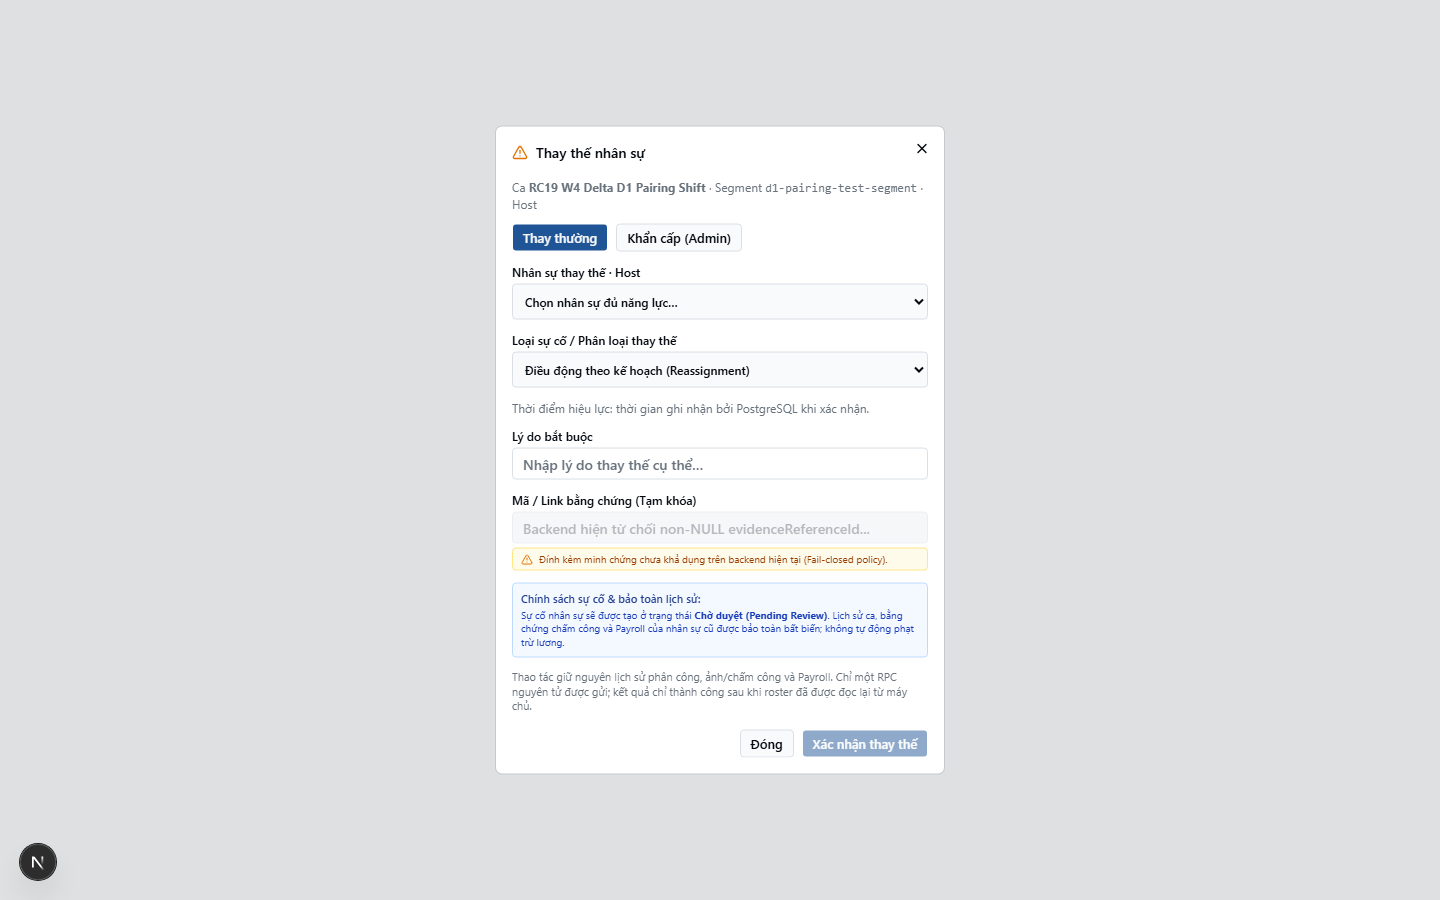 Thay thế nhân sự
Ca RC19 W4 Delta D1 Pairing Shift · Segment d1-pairing-test-segment ·
Host
Thay thường
Khẩn cấp (Admin)
Nhân sự thay thế · Host
Chọn nhân sự đủ năng lực...
Loại sự cố / Phân loại thay thế
Điều động theo kế hoạch (Reassignment)
Thời điểm hiệu lực: thời gian ghi nhận bởi PostgreSQL khi xác nhận.
Lý do bắt buộc
Nhập lý do thay thế cụ thể...
Mã / Link bằng chứng (Tạm khóa)
Backend hiện từ chối non-NULL evidenceReferenceId...
Đính kèm minh chứng chưa khả dụng trên backend hiện tại (Fail-closed policy).
Chính sách sự cố & bảo toàn lịch sử:
Sự cố nhân sự sẽ được tạo ở trạng thái Chờ duyệt (Pending Review). Lịch sử ca, bằng
chứng chấm công và Payroll của nhân sự cũ được bảo toàn bất biến; không tự động phạt
trừ lương.
Thao tác giữ nguyên lịch sử phân công, ảnh/chấm công và Payroll. Chỉ một RPC
nguyên tử được gửi; kết quả chỉ thành công sau khi roster đã được đọc lại từ máy
chủ.
Đóng
Xác nhận thay thế
N